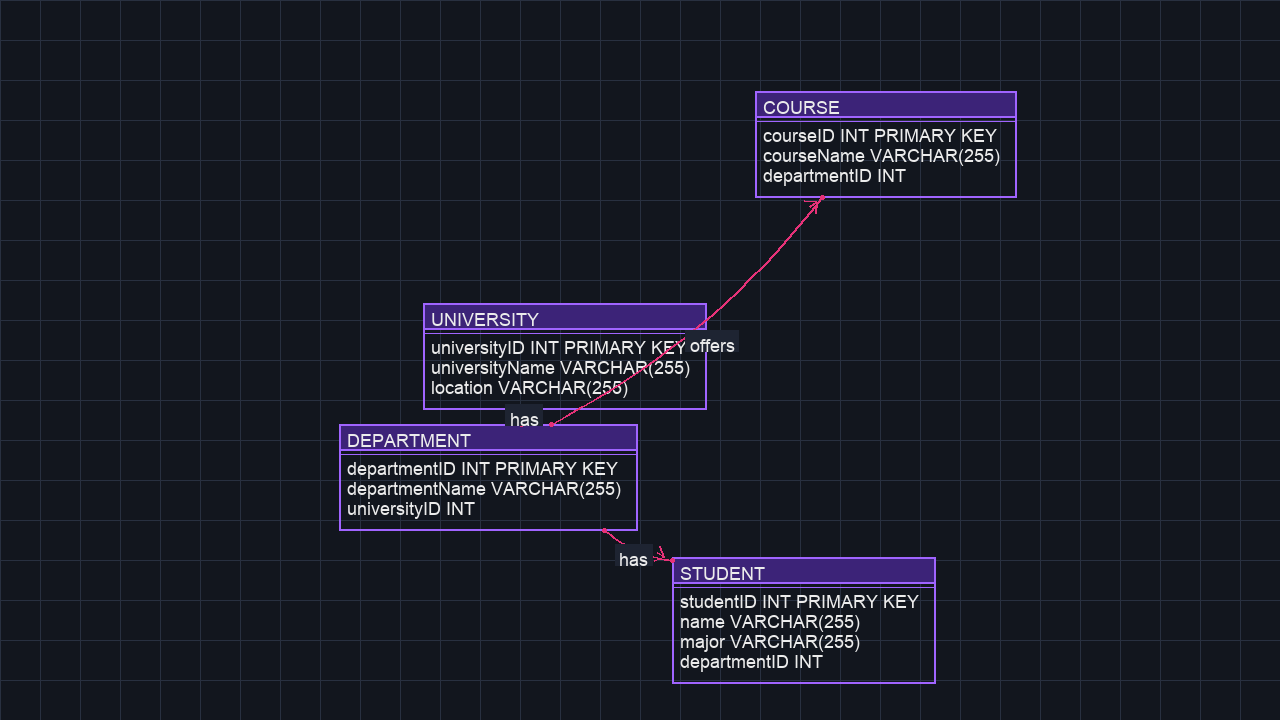 COURSE
courseID INT PRIMARY KEY
courseName VARCHAR(255)
departmentID INT
UNIVERSITY
universityID INT PRIMARY KEY
universityName VARCHAR(255)
location VARCHAR(255)
offers
has
DEPARTMENT
departmentID INT PRIMARY KEY
departmentName VARCHAR(255)
universityID INT
has
STUDENT
studentID INT PRIMARY KEY
name VARCHAR(255)
major VARCHAR(255)
departmentID INT